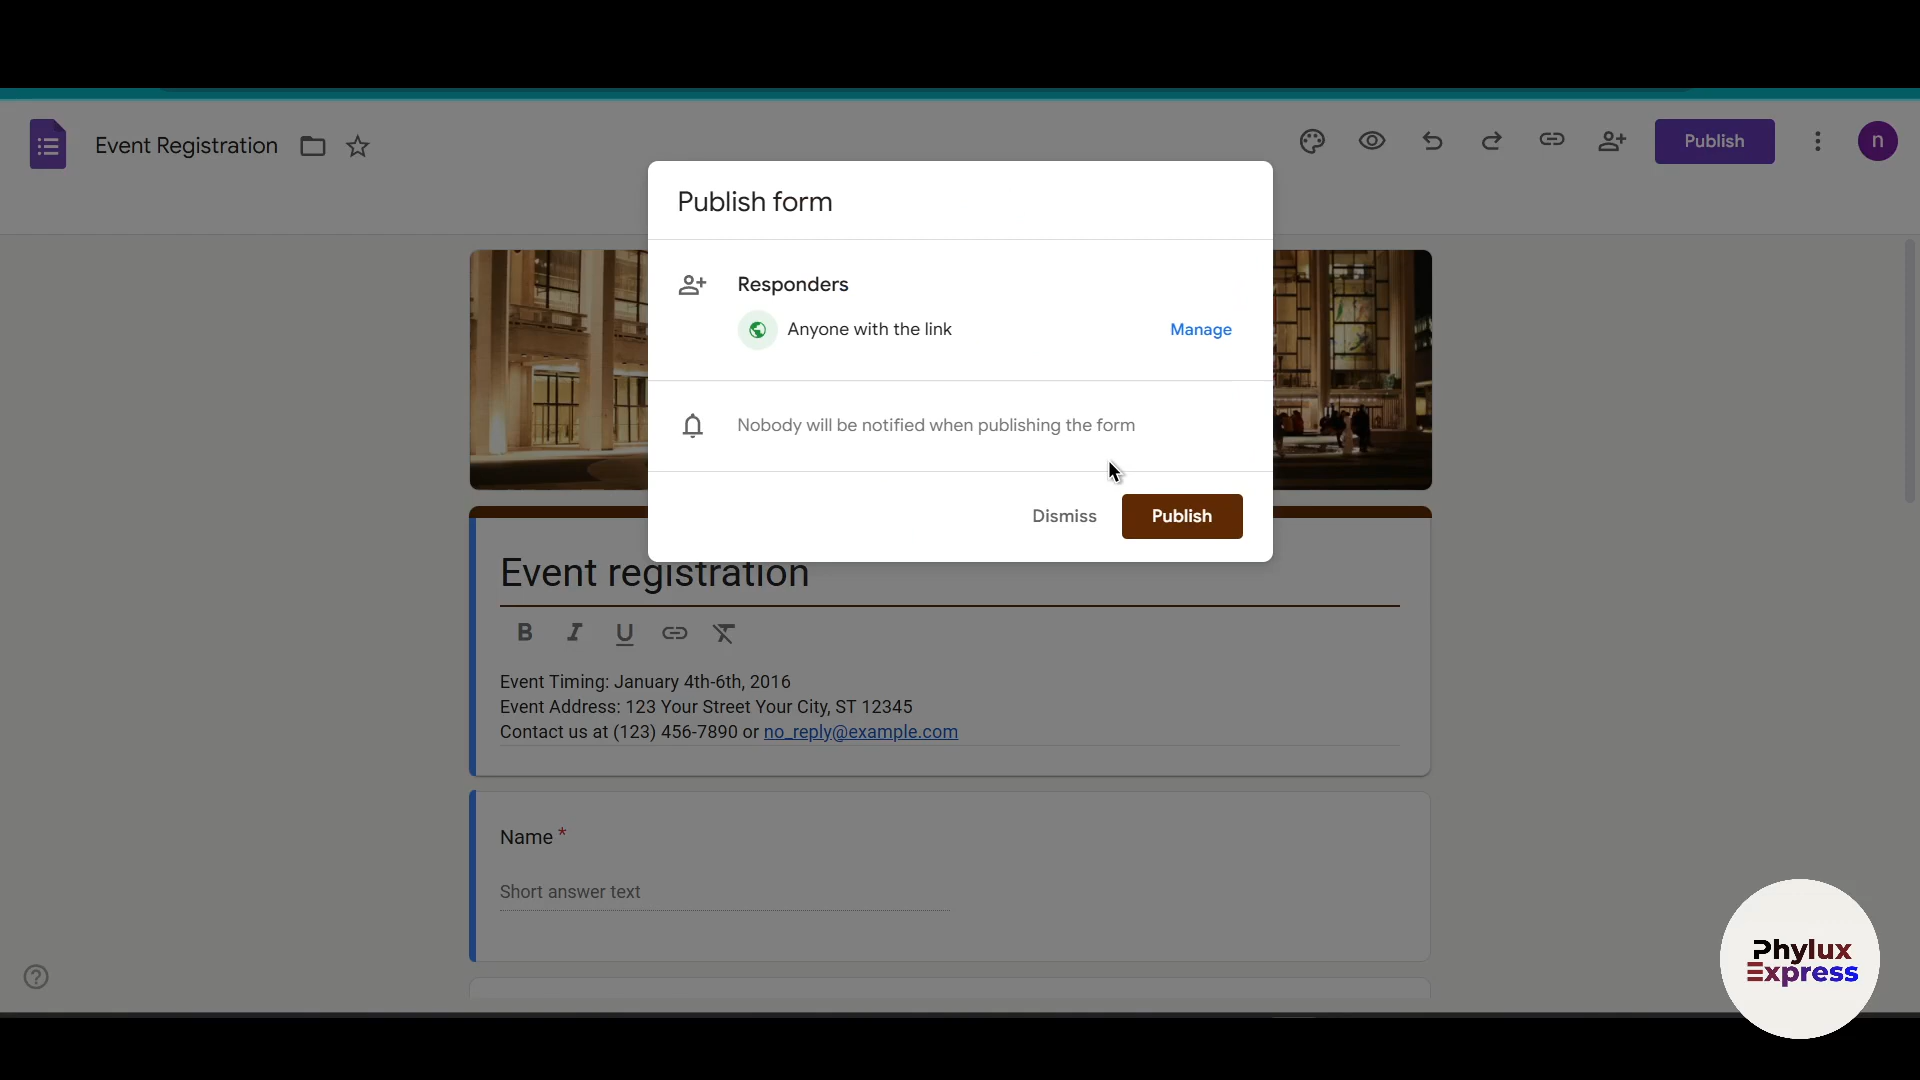 Event Registration
Publish
n
Publish form
Responders
Anyone with the link
Manage
Nobody will be notified when publishing the form
Dismiss
Publish
Event registration
B I U
Event Timing: January 4th-6th, 2016
Event Address: 123 Your Street Your City, ST 12345
Contact us at (123) 456-7890 or no_reply@example.com
Name *
Short answer text
Phylux
Express